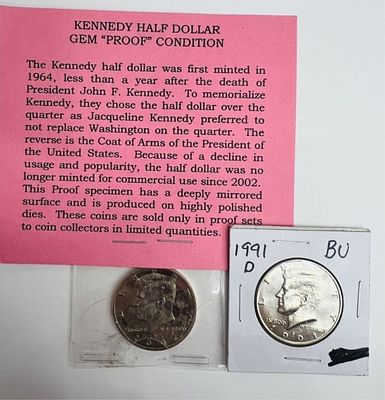 KENNEDY HALF DOLLAR
GEM "PROOF" CONDITION
The Kennedy half dollar was first minted in
1964, less than a year after the death of
President John F. Kennedy. To memorialize
Kennedy, they chose the half dollar over the
quarter as Jacqueline Kennedy preferred to
not replace Washington on the quarter. The
reverse is the Coat of Arms of the President of
the United States. Because of a decline in
usage and popularity, the half dollar was no
longer minted for commercial use since 2002.
This Proof specimen has a deeply mirrored
surface and is produced on highly polished
dies. These coins are sold only in proof sets
to coin collectors in limited quantities.
1991 BU
D